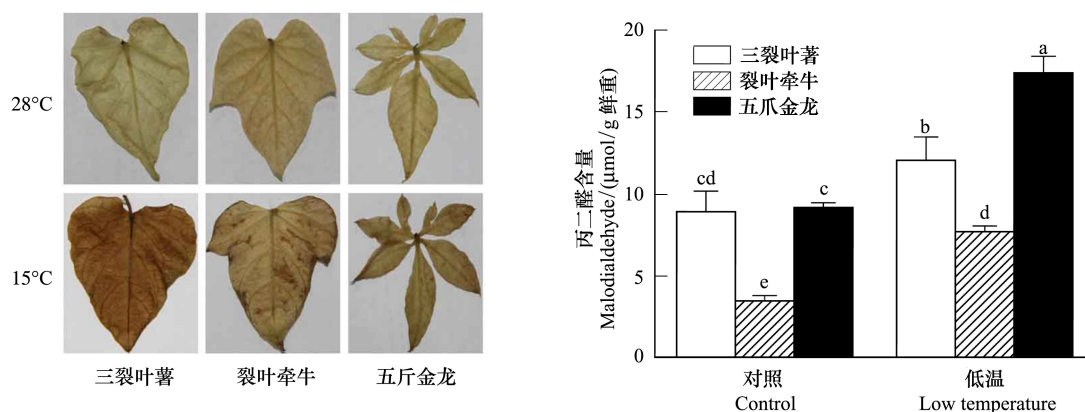 28°C
15°C
三裂叶薯 裂叶牵牛 五斤金龙
20
15
10
5
0
丙二醛含量
Malodialdehyde/(μmol/g 鲜重)
三裂叶薯
裂叶牵牛
五爪金龙
cd
e
c
b
d
a
对照
Control
低温
Low temperature